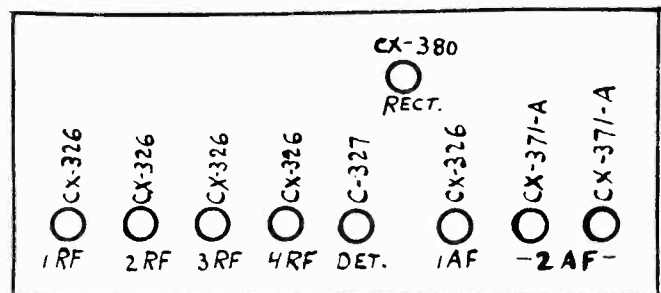 CX-380
RECT.
CX-326
CX-326
CX-326
CX-326
C-327
CX-326
CX-371-A
CX-371-A
1RF
2RF
3RF
4RF
DET.
1AF
-2AF-